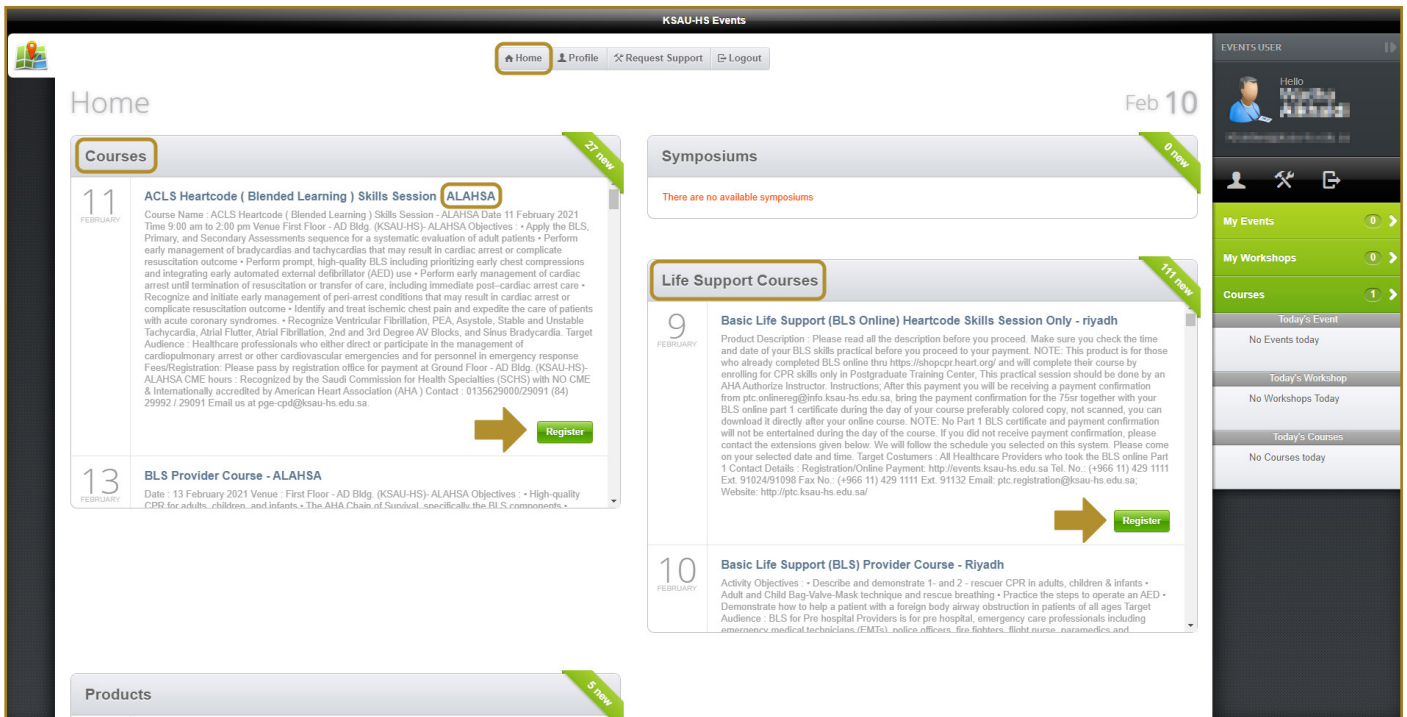 KSAU-HS Events
Home
Profile
Request Support
Logout
Home
Feb 10
Courses
27 new
11
FEBRUARY
ACLS Heartcode ( Blended Learning ) Skills Session - ALAHSA
Course Name : ACLS Heartcode ( Blended Learning ) Skills Session - ALAHSA Date 11 February 2021
Time 9:00 am to 2:00 pm Venue First Floor - AD Bldg. (KSAU-HS)- ALAHSA Objectives : • Apply the BLS,
Primary, and Secondary Assessments sequence for a systematic evaluation of adult patients • Perform
early management of bradycardias and tachycardias that may result in cardiac arrest or complicate
resuscitation outcome • Perform prompt, high-quality BLS including prioritizing early chest compressions
and integrating early automated external defibrillator (AED) use • Perform early management of cardiac
arrest until termination of resuscitation or transfer of care, including immediate post–cardiac arrest care •
Recognize and initiate early management of peri-arrest conditions that may result in cardiac arrest or
complicate resuscitation outcome • Identify and treat ischemic chest pain and expedite the care of patients
with acute coronary syndromes. • Recognize Ventricular Fibrillation, PEA, Asystole, Stable and Unstable
Tachycardia, Atrial Flutter, Atrial Fibrillation, 2nd and 3rd Degree AV Blocks, and Sinus Bradycardia. Target
Audience : Healthcare professionals who either direct or participate in the management of
cardiopulmonary arrest or other cardiovascular emergencies and for personnel in emergency response
Fees/Registration: Please pass by registration office for payment at Ground Floor - AD Bldg. (KSAU-HS)-
ALAHSA CME hours : Recognized by the Saudi Commission for Health Specialties (SCHS) with NO CME
& Internationally accredited by American Heart Association (AHA ) Contact : 0135629000/29091 (84)
29992 / 29091 Email us at pge-cpd@ksau-hs.edu.sa.
Register
13
FEBRUARY
BLS Provider Course - ALAHSA
Date : 13 February 2021 Venue : First Floor - AD Bldg. (KSAU-HS)- ALAHSA Objectives : • High-quality
CPR for adults, children, and infants • The AHA Chain of Survival, specifically the BLS components •
Products
5 new
Symposiums
0 new
There are no available symposiums
Life Support Courses
111 new
9
FEBRUARY
Basic Life Support (BLS Online) Heartcode Skills Session Only - riyadh
Product Description : Please read all the description before you proceed. Make sure you check the time
and date of your BLS skills practical before you proceed to your payment. NOTE: This product is for those
who already completed BLS online thru https://shopcpr.heart.org/ and will complete their course by
enrolling for CPR skills only in Postgraduate Training Center, This practical session should be done by an
AHA Authorize Instructor. Instructions; After this payment you will be receiving a payment confirmation
from ptc.onlinereg@info.ksau-hs.edu.sa, bring the payment confirmation for the 75sr together with your
BLS online part 1 certificate during the day of your course preferably colored copy, not scanned, you can
download it directly after your online course. NOTE: No Part 1 BLS certificate and payment confirmation
will not be entertained during the day of the course. If you did not receive payment confirmation, please
contact the extensions given below. We will follow the schedule you selected on this system. Please come
on your selected date and time. Target Costumers : All Healthcare Providers who took the BLS online Part
1 Contact Details : Registration/Online Payment: http://events.ksau-hs.edu.sa Tel. No.: (+966 11) 429 1111
Ext. 91024/91098 Fax No.: (+966 11) 429 1111 Ext. 91132 Email: ptc.registration@ksau-hs.edu.sa;
Website: http://ptc.ksau-hs.edu.sa/
Register
10
FEBRUARY
Basic Life Support (BLS) Provider Course - Riyadh
Activity Objectives : • Describe and demonstrate 1- and 2 - rescuer CPR in adults, children & infants •
Adult and Child Bag-Valve-Mask technique and rescue breathing • Practice the steps to operate an AED •
Demonstrate how to help a patient with a foreign body airway obstruction in patients of all ages Target
Audience : BLS for Pre hospital Providers is for pre hospital, emergency care professionals including
emergency medical technicians (EMTs), police officers, fire fighters, flight nurse, paramedics and
EVENTS USER
Hello
My Events 0
My Workshops 0
Courses 1
Today's Event
No Events today
Today's Workshop
No Workshops Today
Today's Courses
No Courses today